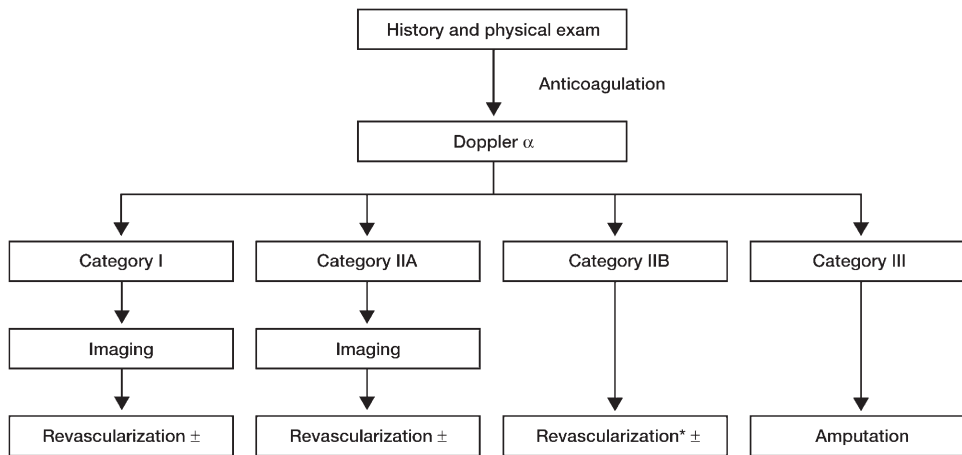 History and physical exam
Anticoagulation
Doppler α
Category I
Category IIA
Category IIB
Category III
Imaging
Imaging
Revascularization ±
Revascularization ±
Revascularization* ±
Amputation